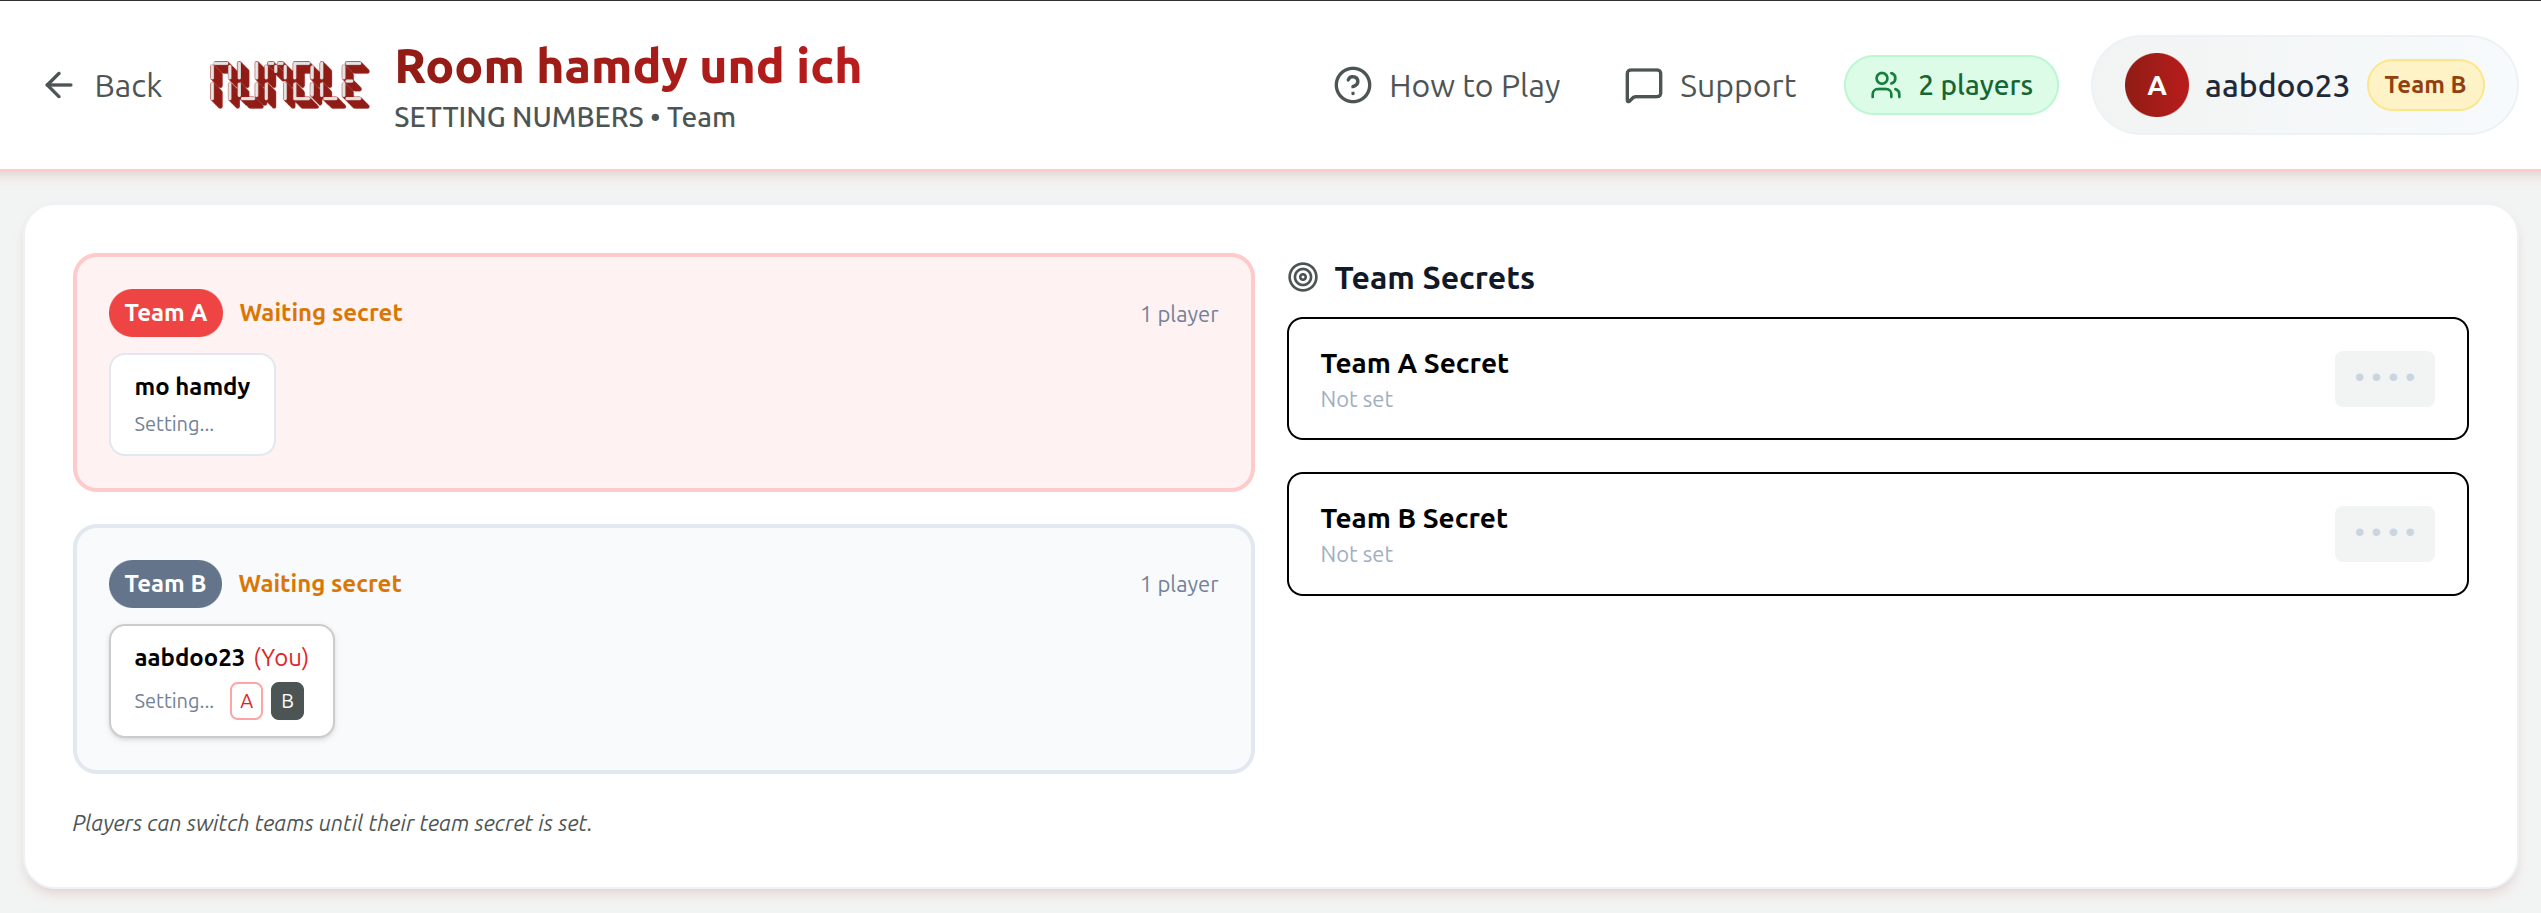 Back
NUMDLE
Room hamdy und ich
SETTING NUMBERS • Team
How to Play
Support
2 players
A
aabdoo23
Team B
Team A
Waiting secret
1 player
mo hamdy
Setting...
Team B
Waiting secret
1 player
aabdoo23 (You)
Setting... A B
Players can switch teams until their team secret is set.
Team Secrets
Team A Secret
Not set
••••
Team B Secret
Not set
••••